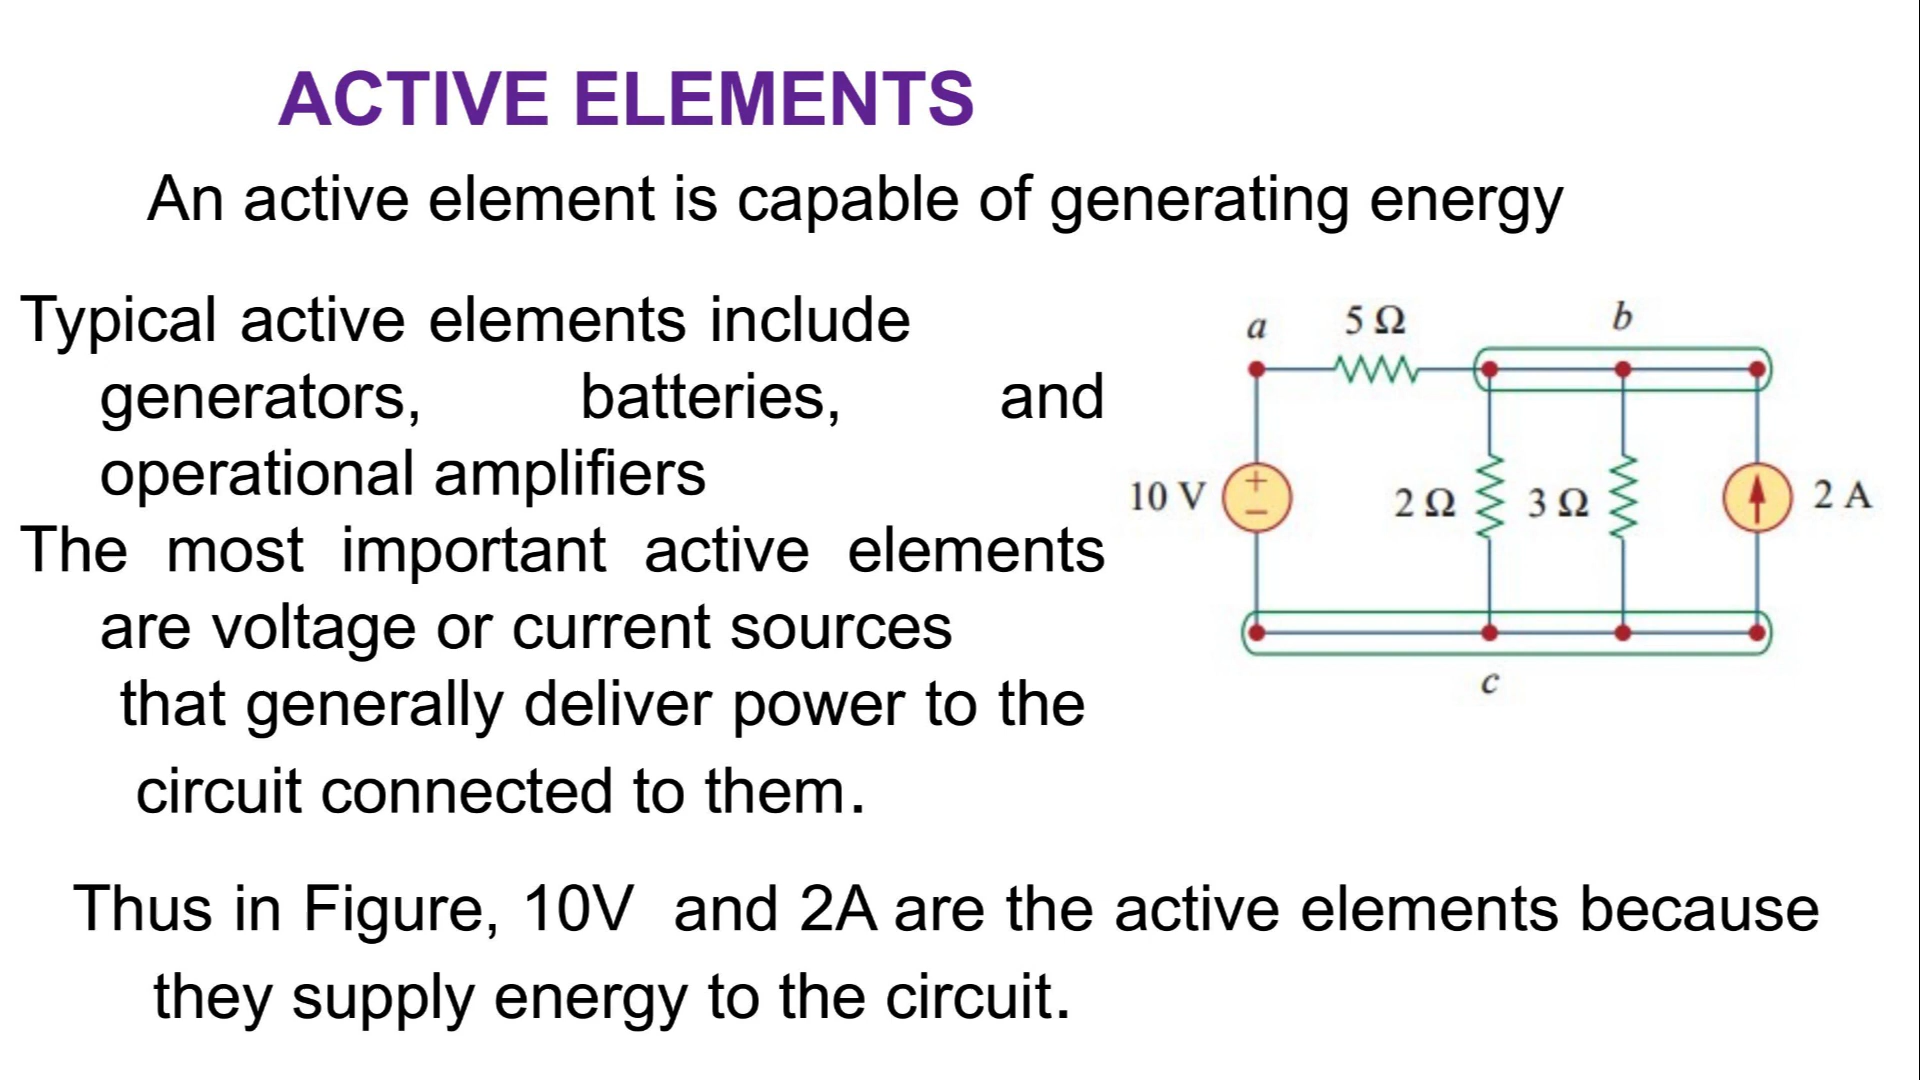 ACTIVE ELEMENTS
An active element is capable of generating energy
Typical active elements include
generators, batteries, and
operational amplifiers
The most important active elements
are voltage or current sources
that generally deliver power to the
circuit connected to them.
a
5 Ω
b
10 V
+
−
2 Ω
3 Ω
2 A
c
Thus in Figure, 10V and 2A are the active elements because
they supply energy to the circuit.